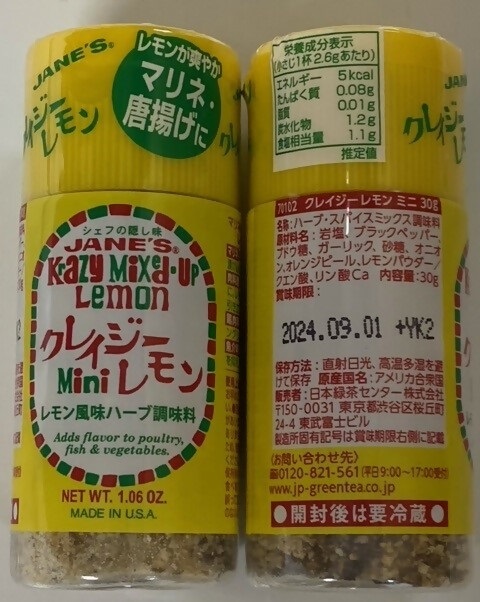 JANE'S®
クレイジー
レモン
レモンが爽やか
マリネ・
唐揚げに
シェフの隠し味
JANE'S®
Krazy Mixed-Up
Lemon
クレイジー
Mini レモン
レモン風味ハーブ調味料
Adds flavor to poultry,
fish & vegetables.
NET WT. 1.06 OZ.
MADE IN U.S.A.
栄養成分表示
(小さじ1杯2.6gあたり)
エネルギー 5kcal
たんぱく質 0.08g
脂質 0.01g
炭水化物 1.2g
食塩相当量 1.1g
推定値
JANE'S
クレイジー
レモン
70102 クレイジーレモン ミニ 30g
名称:ハーブ・スパイスミックス調味料
原材料名:岩塩、ブラックペッパー、
ブドウ糖、ガーリック、砂糖、オニオ
ン、オレンジピール、レモンパウダー/
クエン酸、リン酸Ca 内容量:30g
賞味期限:
2024.09.01 +YK2
保存方法:直射日光、高温多湿を避
けて保存 原産国名:アメリカ合衆国
販売者:日本緑茶センター株式会社
〒150-0031 東京都渋谷区桜丘町
24-4 東武富士ビル
製造所固有記号は賞味期限右側に記載
〈お問い合わせ先〉
0120-821-561(平日9:00〜17:00受付)
www.jp-greentea.co.jp
●開封後は要冷蔵●